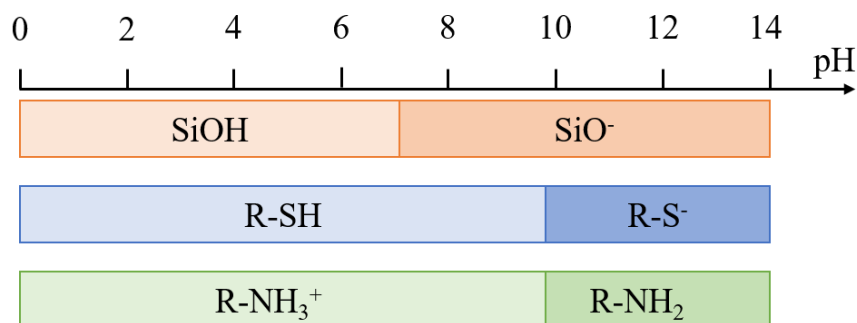 0 2 4 6 8 10 12 14
pH
SiOH SiO⁻
R-SH R-S⁻
R-NH₃⁺ R-NH₂